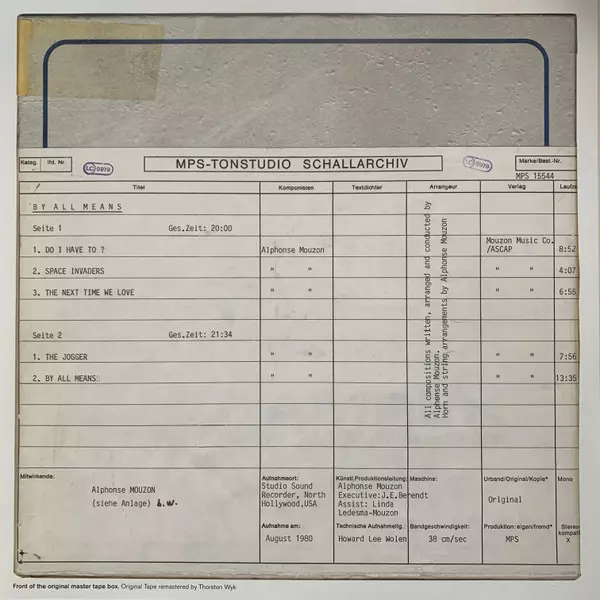 Kateg.
lfd. Nr.
LC 0979
MPS-TONSTUDIO SCHALLARCHIV
LC 0979
Marke/Best.-Nr.
MPS 15544
Titel
Komponisten
Textdichter
Arrangeur
Verlag
Laufze
BY ALL MEANS
Seite 1 Ges.Zeit: 20:00
1. DO I HAVE TO ? Alphonse Mouzon Mouzon Music Co. /ASCAP 8:52
2. SPACE INVADERS " " " " 4:07
3. THE NEXT TIME WE LOVE " " " " 6:55
Seite 2 Ges.Zeit: 21:34
1. THE JOGGER " " " " 7:56
2. BY ALL MEANS " " " " 13:35
All compositions written, arranged and conducted by
Alphonse Mouzon.
Horn and string arrangements by Alphonse Mouzon
Mitwirkende:
Alphonse MOUZON
(siehe Anlage)
Aufnahmeort:
Studio Sound
Recorder, North
Hollywood,USA
Aufnahme am:
August 1980
Künstl.Produktionsleitung:
Alphonse Mouzon
Executive:J.E.Berendt
Assist: Linda
Ledesma-Mouzon
Technische Aufnahmeltg.:
Howard Lee Wolen
Maschine:
Bandgeschwindigkeit:
38 cm/sec
Urband/Original/Kopie*
Original
Produktion:eigen/fremd*
MPS
Mono
Stereo
kompati
X
Front of the original master tape box. Original Tape remastered by Thorsten Wyk